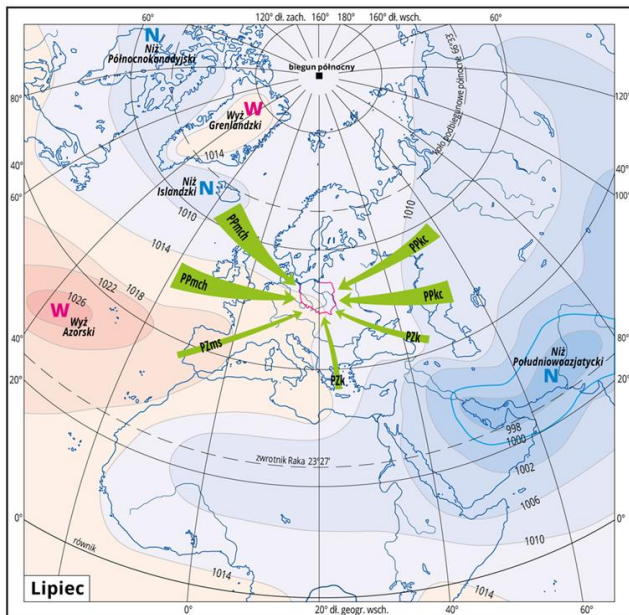 60°
120° dł. zach.
160°
180°
160° dł. wsch.
60°
N
Niż
Północnokanadyjski
biegun północny
66°33'
koło podbiegunowe północne
80°
120°
W
Wyż
Grenlandzki
1014
40°
40°
60°
80°
100°
N
Niż
Islandzki
1010
1010
PPmch
PPkc
1014
PPmch
PPkc
1018
1022
1026
W
Wyż
Azorski
PZms
PZk
PZk
40°
60°
20°
80°
20°
Niż
Południowoazjatycki
N
998
1000
zwrotnik Raka 23°27'
1002
1006
0°
0°
równik
1010
1014
1014
Lipiec
0°
20° dł. geogr. wsch.
40°
60°